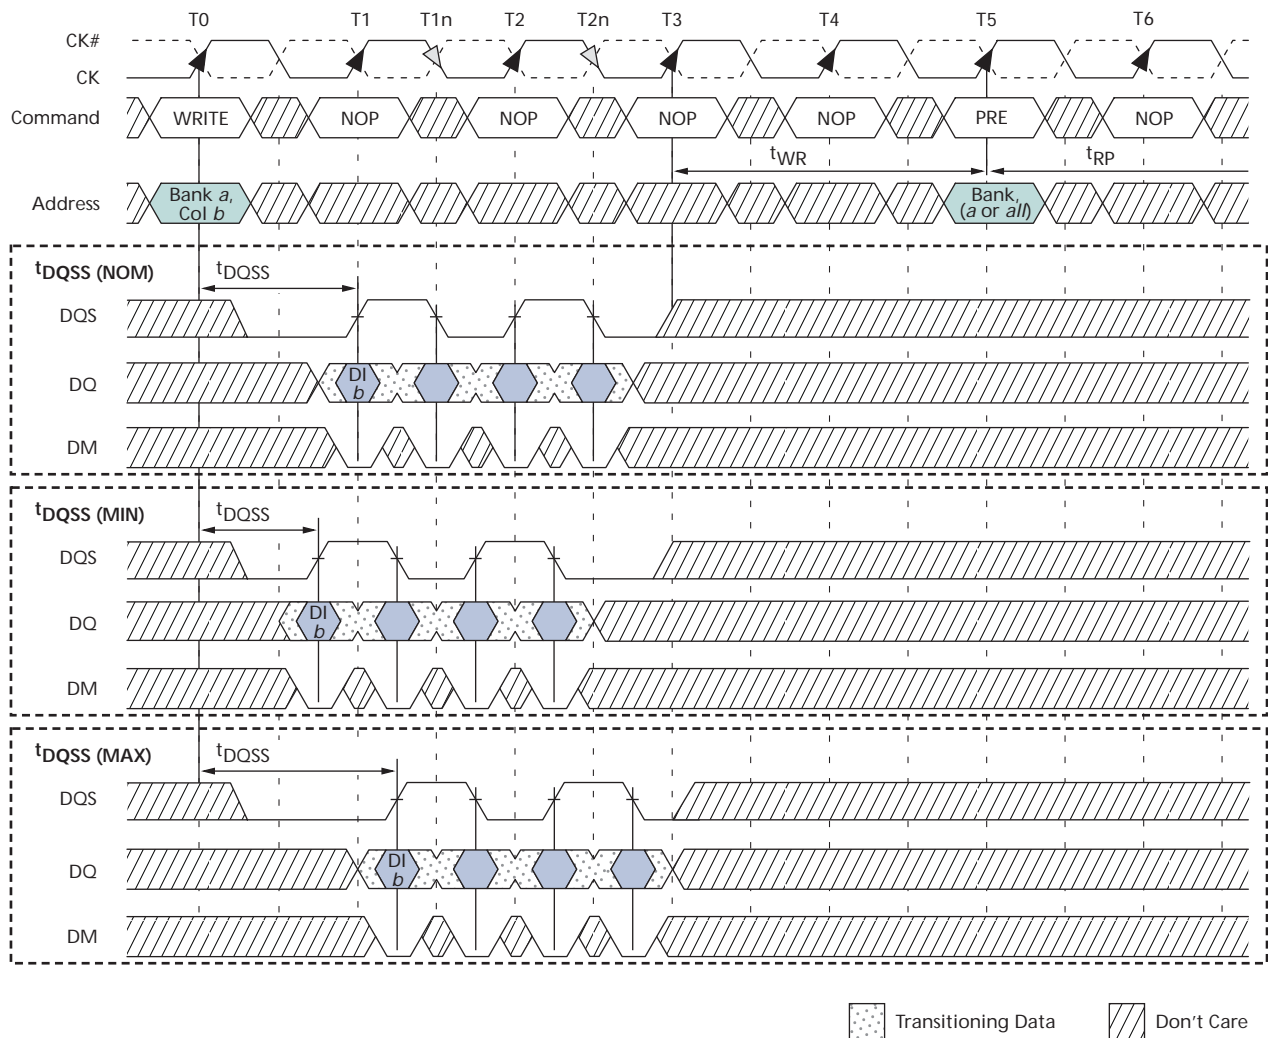 T0 T1 T1n T2 T2n T3 T4 T5 T6
CK#
CK
Command WRITE NOP NOP NOP NOP PRE NOP
tWR tRP
Address Bank a, Col b Bank, (a or all)
tDQSS (NOM) tDQSS
DQS
DQ DI b
DM
tDQSS (MIN) tDQSS
DQS
DQ DI b
DM
tDQSS (MAX) tDQSS
DQS
DQ DI b
DM
Transitioning Data Don't Care